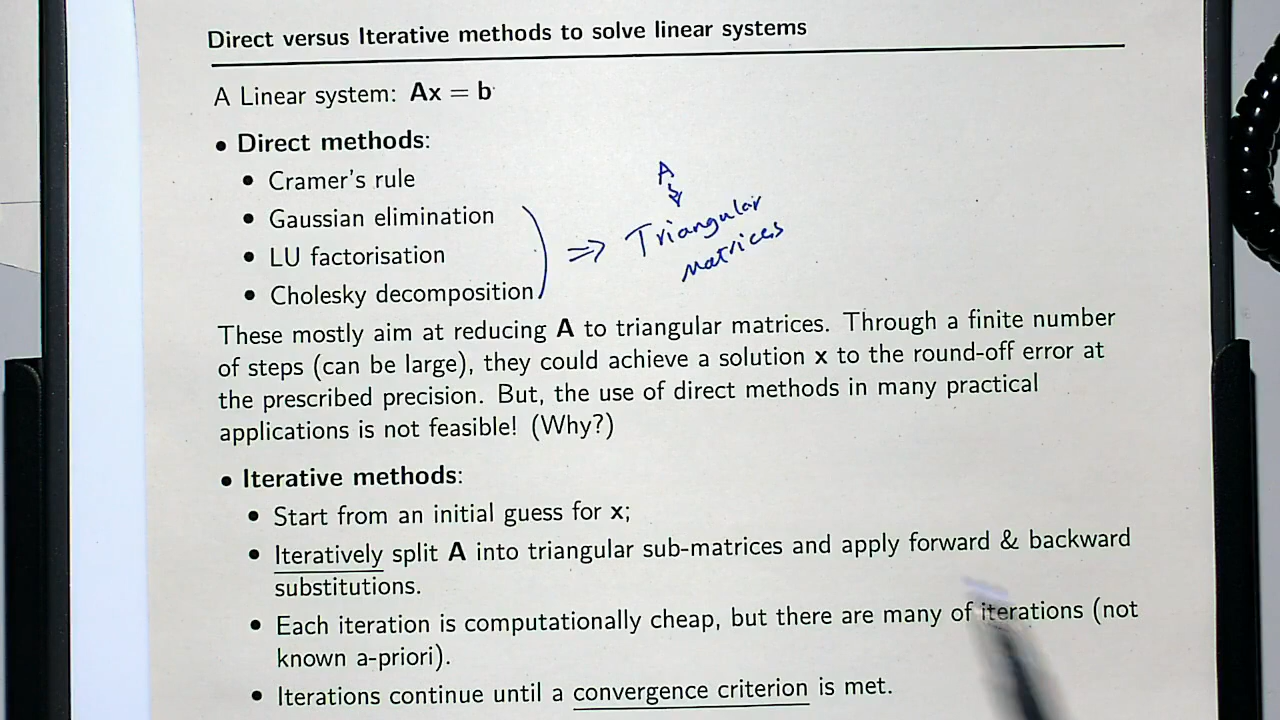 Direct versus Iterative methods to solve linear systems
A Linear system: Ax = b
• Direct methods:
• Cramer's rule
• Gaussian elimination
• LU factorisation
• Cholesky decomposition
A
⇒ Triangular
matrices
These mostly aim at reducing A to triangular matrices. Through a finite number
of steps (can be large), they could achieve a solution x to the round-off error at
the prescribed precision. But, the use of direct methods in many practical
applications is not feasible! (Why?)
• Iterative methods:
• Start from an initial guess for x;
• Iteratively split A into triangular sub-matrices and apply forward & backward
substitutions.
• Each iteration is computationally cheap, but there are many of iterations (not
known a-priori).
• Iterations continue until a convergence criterion is met.